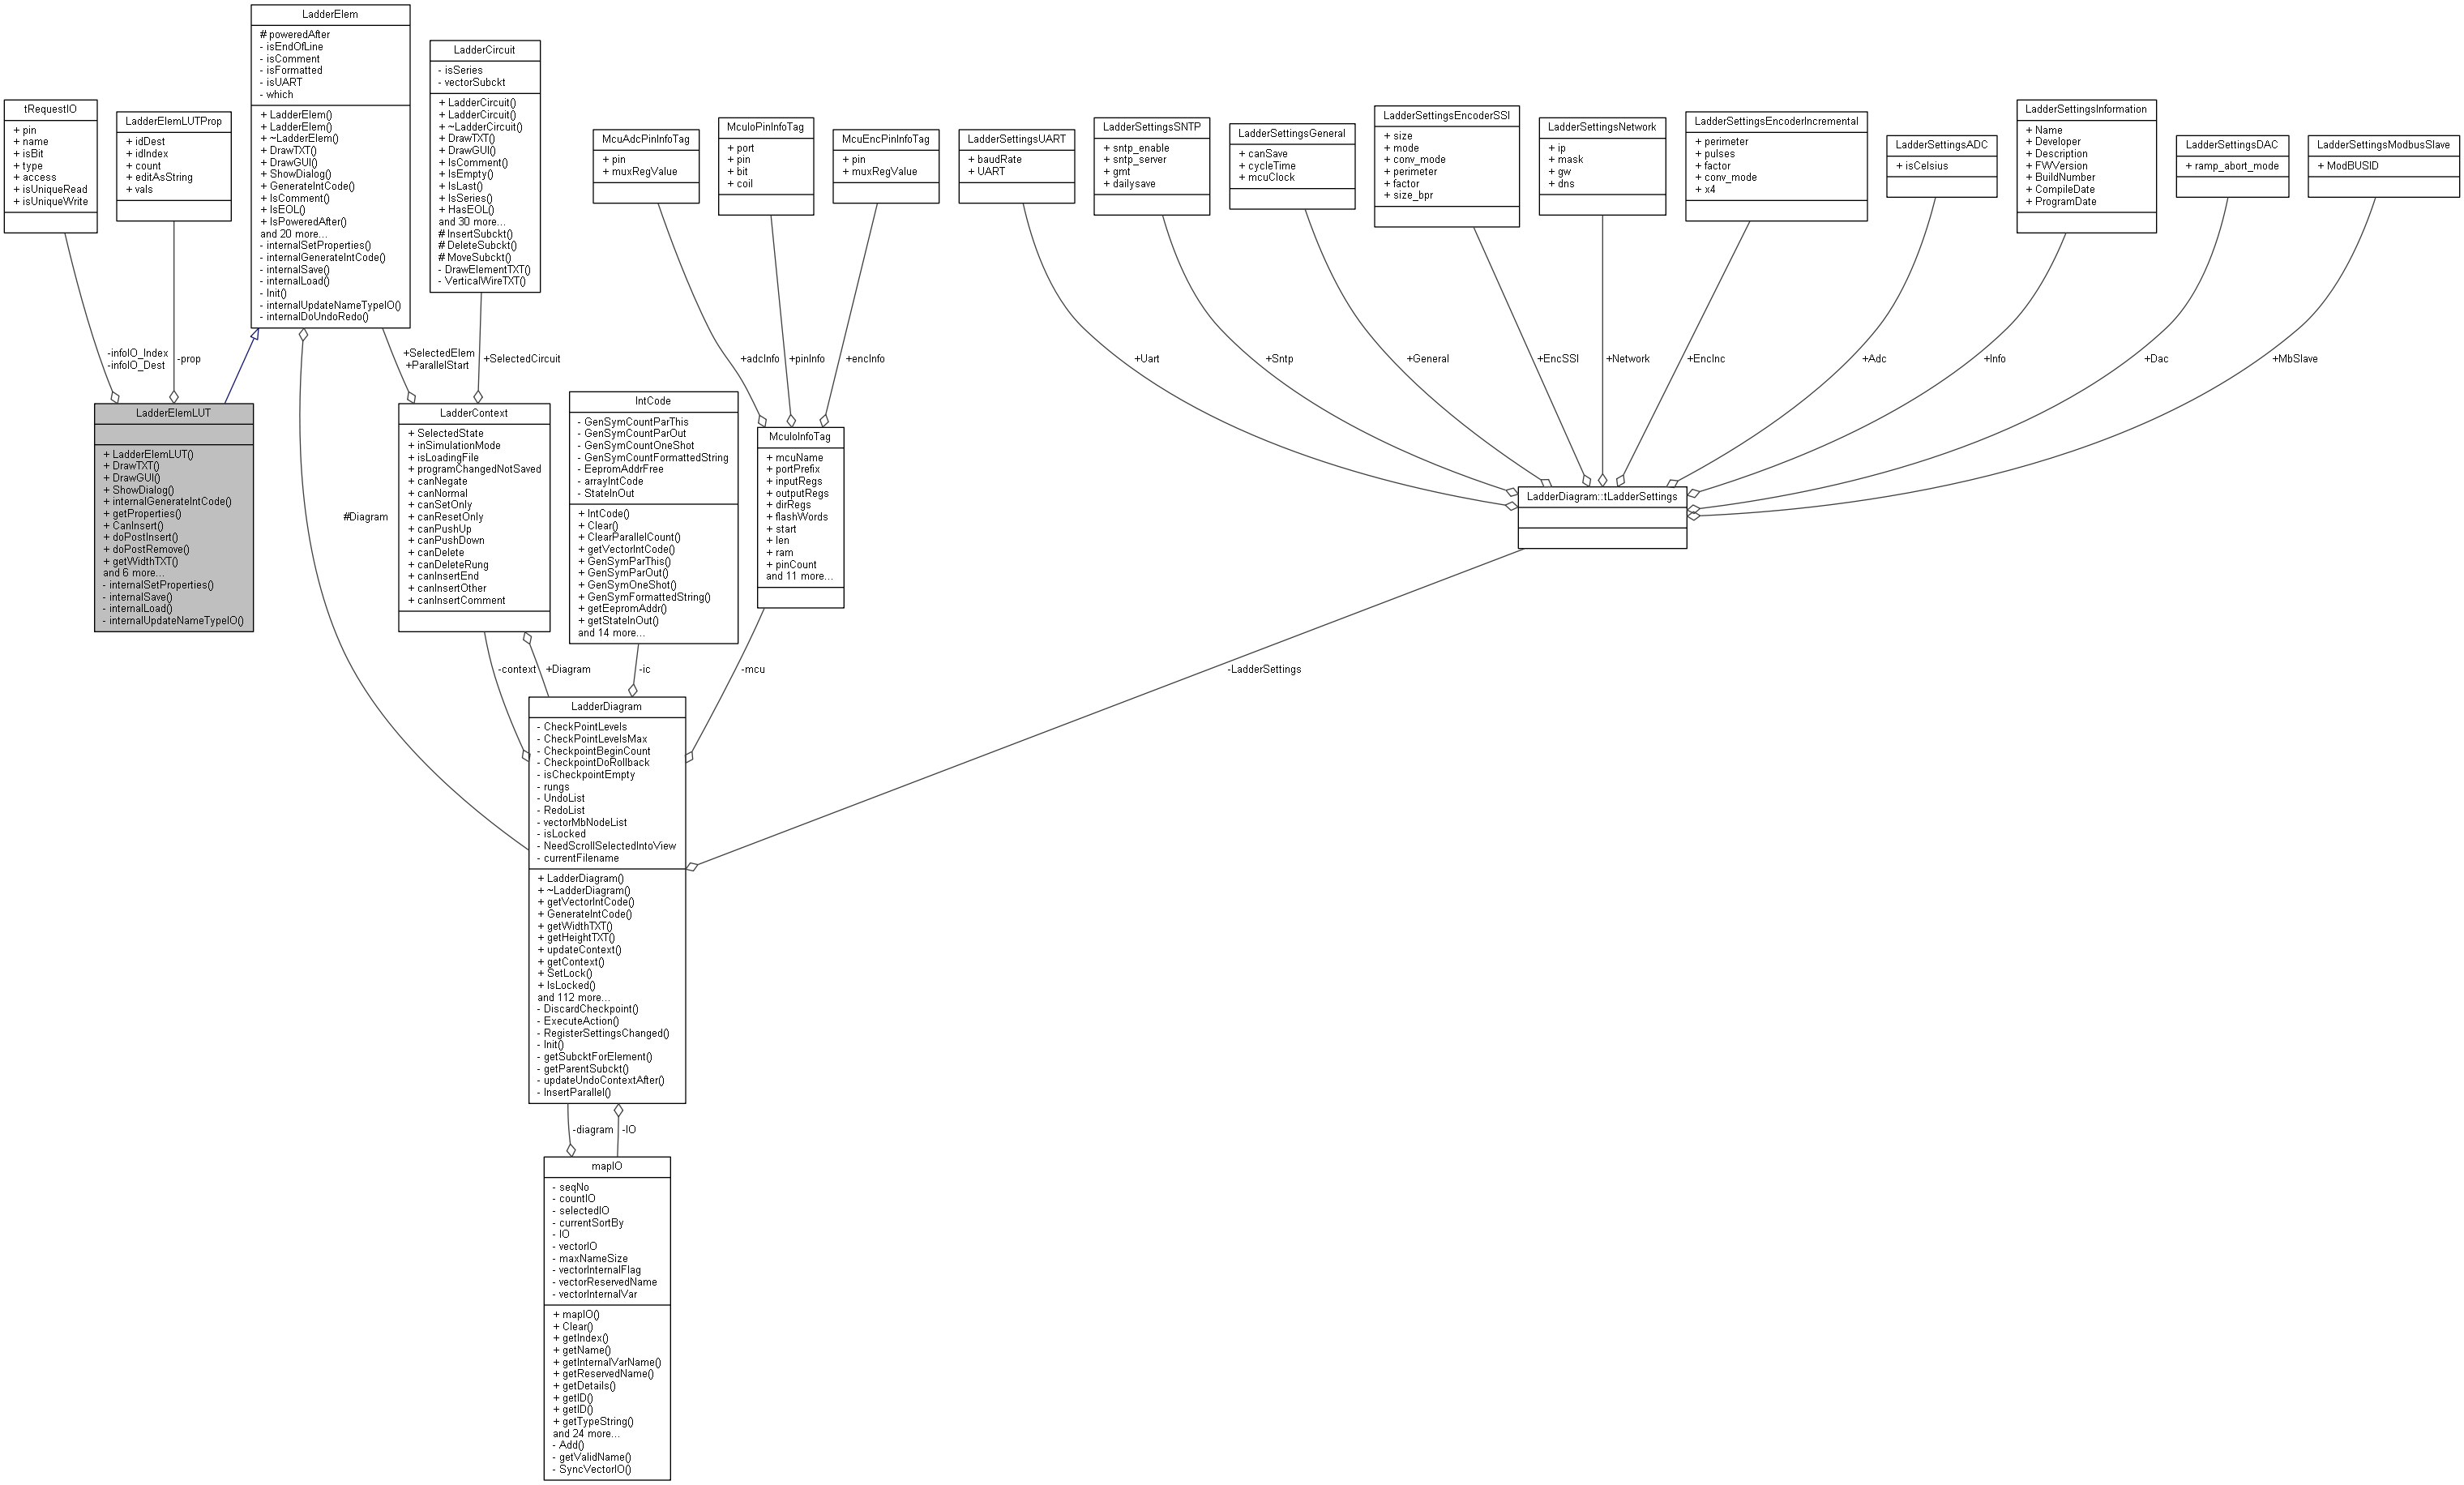 LadderElem
# poweredAfter
- isEndOfLine
- isComment
- isFormatted
- isUART
- which
+ LadderElem()
+ LadderElem()
+ ~LadderElem()
+ DrawTXT()
+ DrawGUI()
+ ShowDialog()
+ GenerateIntCode()
+ IsComment()
+ IsEOL()
+ IsPoweredAfter()
and 20 more...
- internalSetProperties()
- internalGenerateIntCode()
- internalSave()
- internalLoad()
- Init()
- internalUpdateNameTypeIO()
- internalDoUndoRedo()
LadderCircuit
- isSeries
- vectorSubckt
+ LadderCircuit()
+ LadderCircuit()
+ ~LadderCircuit()
+ DrawTXT()
+ DrawGUI()
+ IsComment()
+ IsEmpty()
+ IsLast()
+ IsSeries()
+ HasEOL()
and 30 more...
# InsertSubckt()
# DeleteSubckt()
# MoveSubckt()
- DrawElementTXT()
- VerticalWireTXT()
tRequestIO
+ pin
+ name
+ isBit
+ type
+ access
+ isUniqueRead
+ isUniqueWrite
LadderElemLUTProp
+ idDest
+ idIndex
+ count
+ editAsString
+ vals
McuAdcPinInfoTag
+ pin
+ muxRegValue
McuIoPinInfoTag
+ port
+ pin
+ bit
+ coil
McuEncPinInfoTag
+ pin
+ muxRegValue
LadderSettingsUART
+ baudRate
+ UART
LadderSettingsSNTP
+ sntp_enable
+ sntp_server
+ gmt
+ dailysave
LadderSettingsGeneral
+ canSave
+ cycleTime
+ mcuClock
LadderSettingsEncoderSSI
+ size
+ mode
+ conv_mode
+ perimeter
+ factor
+ size_bpr
LadderSettingsNetwork
+ ip
+ mask
+ gw
+ dns
LadderSettingsEncoderIncremental
+ perimeter
+ pulses
+ factor
+ conv_mode
+ x4
LadderSettingsADC
+ isCelsius
LadderSettingsInformation
+ Name
+ Developer
+ Description
+ FWVersion
+ BuildNumber
+ CompileDate
+ ProgramDate
LadderSettingsDAC
+ ramp_abort_mode
LadderSettingsModbusSlave
+ ModBUSID
-infoIO_Index
-infoIO_Dest
-prop
+SelectedElem
+ParallelStart
+SelectedCircuit
+adcInfo
+pinInfo
+encInfo
+Uart
+Sntp
+General
+EncSSI
+Network
+EncInc
+Adc
+Info
+Dac
+MbSlave
LadderElemLUT
+ LadderElemLUT()
+ DrawTXT()
+ DrawGUI()
+ ShowDialog()
+ internalGenerateIntCode()
+ getProperties()
+ CanInsert()
+ doPostInsert()
+ doPostRemove()
+ getWidthTXT()
and 6 more...
- internalSetProperties()
- internalSave()
- internalLoad()
- internalUpdateNameTypeIO()
#Diagram
LadderContext
+ SelectedState
+ inSimulationMode
+ isLoadingFile
+ programChangedNotSaved
+ canNegate
+ canNormal
+ canSetOnly
+ canResetOnly
+ canPushUp
+ canPushDown
+ canDelete
+ canDeleteRung
+ canInsertEnd
+ canInsertOther
+ canInsertComment
IntCode
- GenSymCountParThis
- GenSymCountParOut
- GenSymCountOneShot
- GenSymCountFormattedString
- EepromAddrFree
- arrayIntCode
- StateInOut
+ IntCode()
+ Clear()
+ ClearParallelCount()
+ getVectorIntCode()
+ GenSymParThis()
+ GenSymParOut()
+ GenSymOneShot()
+ GenSymFormattedString()
+ getEepromAddr()
+ getStateInOut()
and 14 more...
McuIoInfoTag
+ mcuName
+ portPrefix
+ inputRegs
+ outputRegs
+ dirRegs
+ flashWords
+ start
+ len
+ ram
+ pinCount
and 11 more...
LadderDiagram::tLadderSettings
-context
+Diagram
-ic
-mcu
-LadderSettings
LadderDiagram
- CheckPointLevels
- CheckPointLevelsMax
- CheckpointBeginCount
- CheckpointDoRollback
- isCheckpointEmpty
- rungs
- UndoList
- RedoList
- vectorMbNodeList
- isLocked
- NeedScrollSelectedIntoView
- currentFilename
+ LadderDiagram()
+ ~LadderDiagram()
+ getVectorIntCode()
+ GenerateIntCode()
+ getWidthTXT()
+ getHeightTXT()
+ updateContext()
+ getContext()
+ SetLock()
+ IsLocked()
and 112 more...
- DiscardCheckpoint()
- ExecuteAction()
- RegisterSettingsChanged()
- Init()
- getSubcktForElement()
- getParentSubckt()
- updateUndoContextAfter()
- InsertParallel()
-diagram
-IO
mapIO
- seqNo
- countIO
- selectedIO
- currentSortBy
- IO
- vectorIO
- maxNameSize
- vectorInternalFlag
- vectorReservedName
- vectorInternalVar
+ mapIO()
+ Clear()
+ getIndex()
+ getName()
+ getInternalVarName()
+ getReservedName()
+ getDetails()
+ getID()
+ getID()
+ getTypeString()
and 24 more...
- Add()
- getValidName()
- SyncVectorIO()